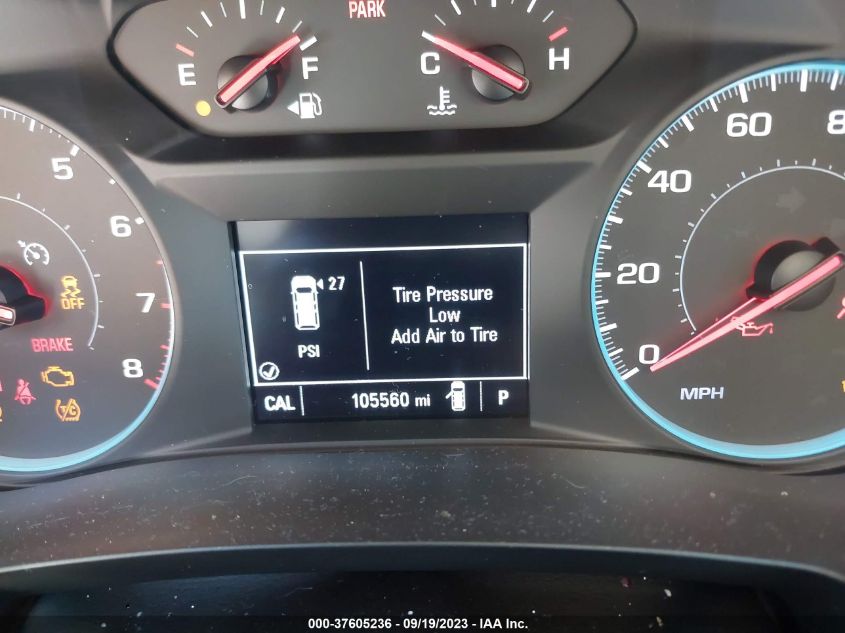 PARK
E F
C H
5
6
7
8
OFF
BRAKE
TC
27
PSI
Tire Pressure
Low
Add Air to Tire
CAL 105560 mi P
60
40
20
0
MPH
000-37605236 - 09/19/2023 - IAA Inc.